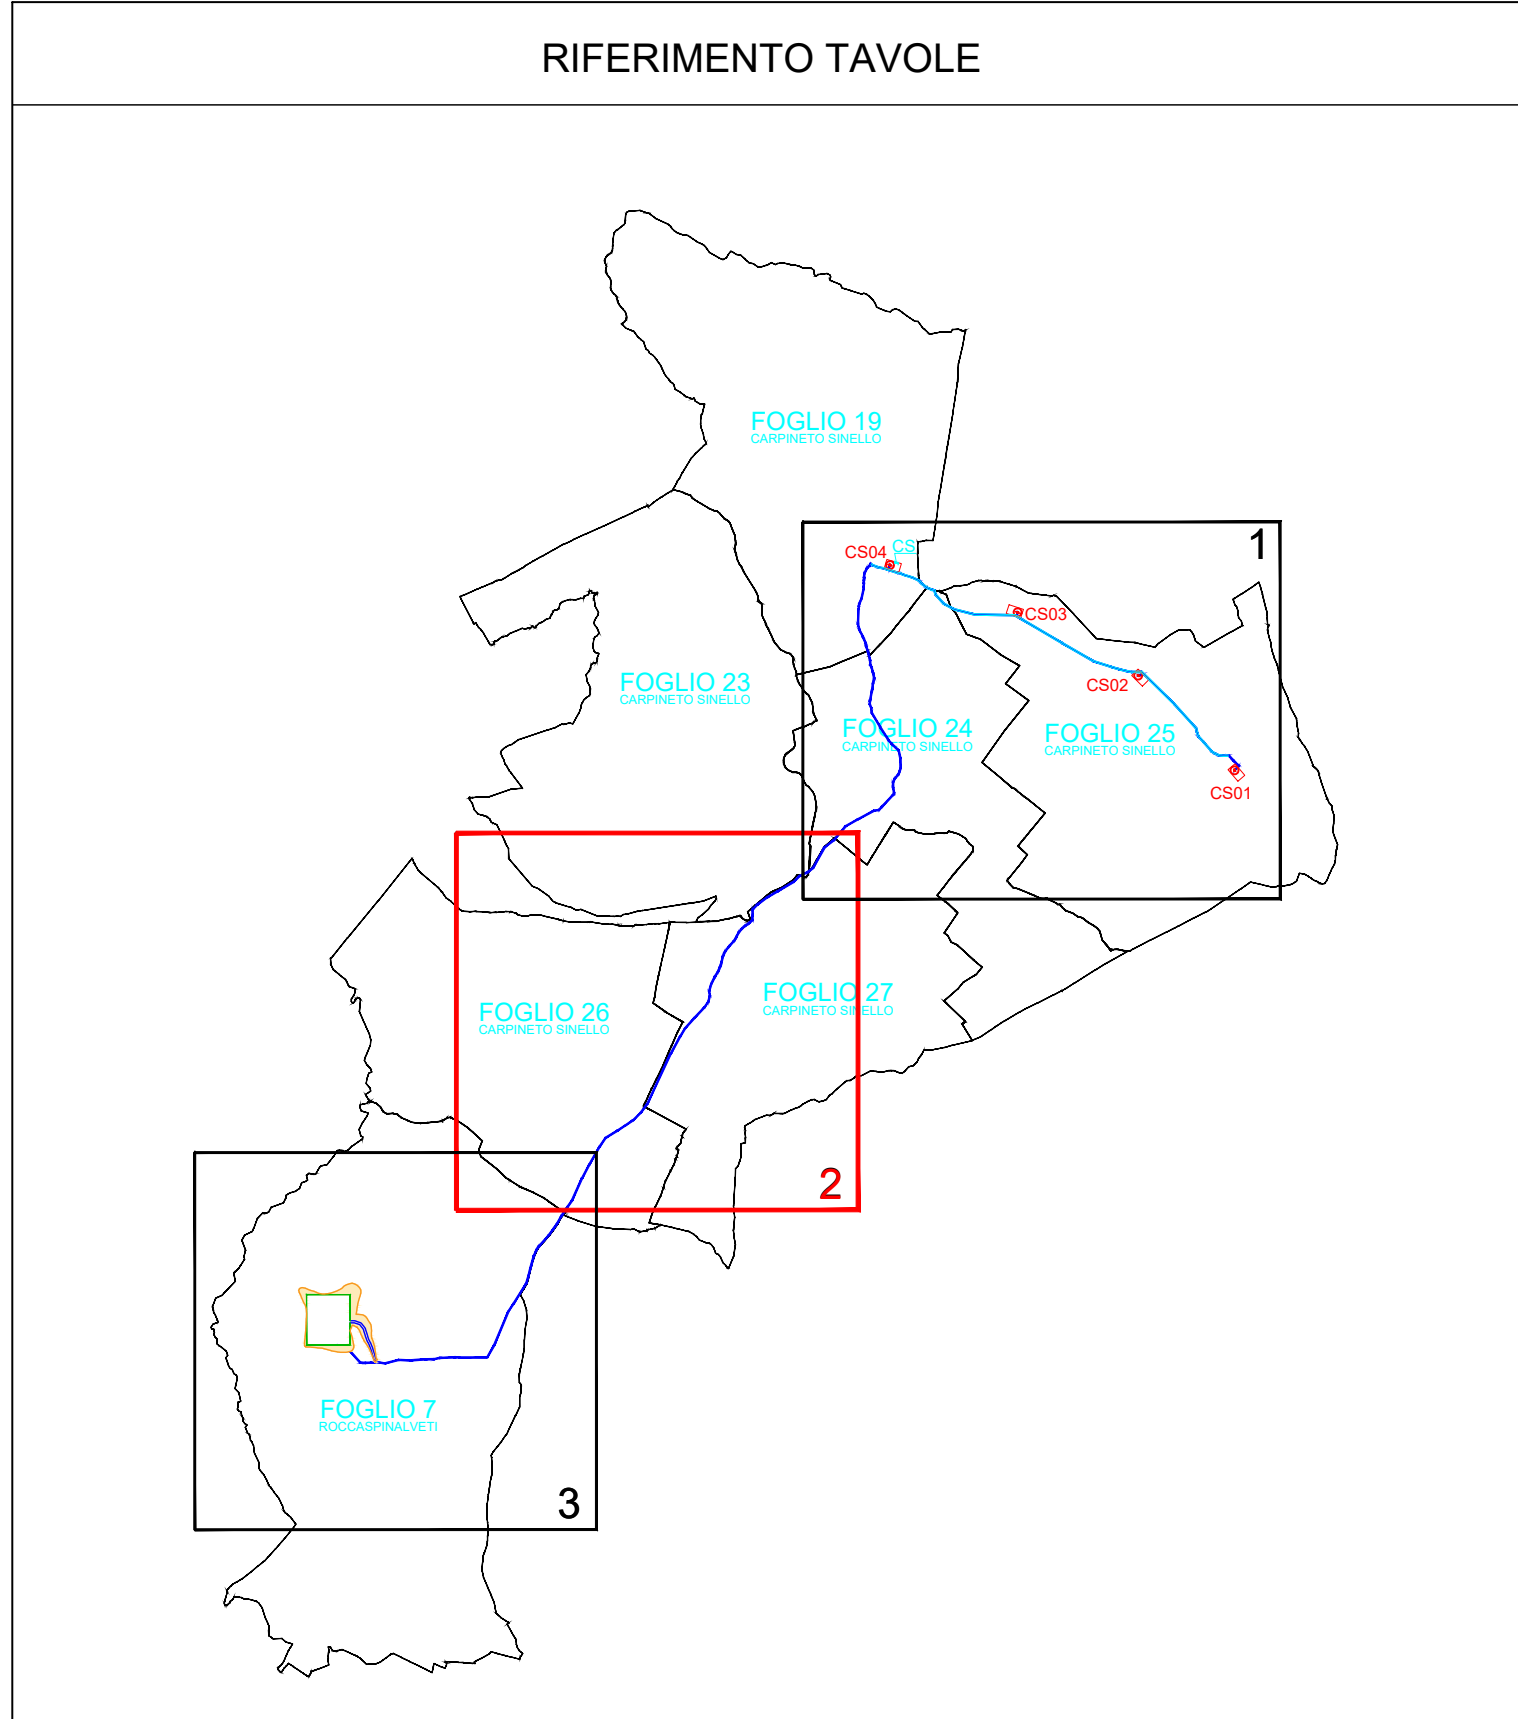 RIFERIMENTO TAVOLE
FOGLIO 19
CARPINETO SINELLO
1
CS04
CS
CS03
CS02
CS01
FOGLIO 23
CARPINETO SINELLO
FOGLIO 24
CARPINETO SINELLO
FOGLIO 25
CARPINETO SINELLO
FOGLIO 26
CARPINETO SINELLO
FOGLIO 27
CARPINETO SINELLO
2
FOGLIO 7
ROCCASPINALVETI
3